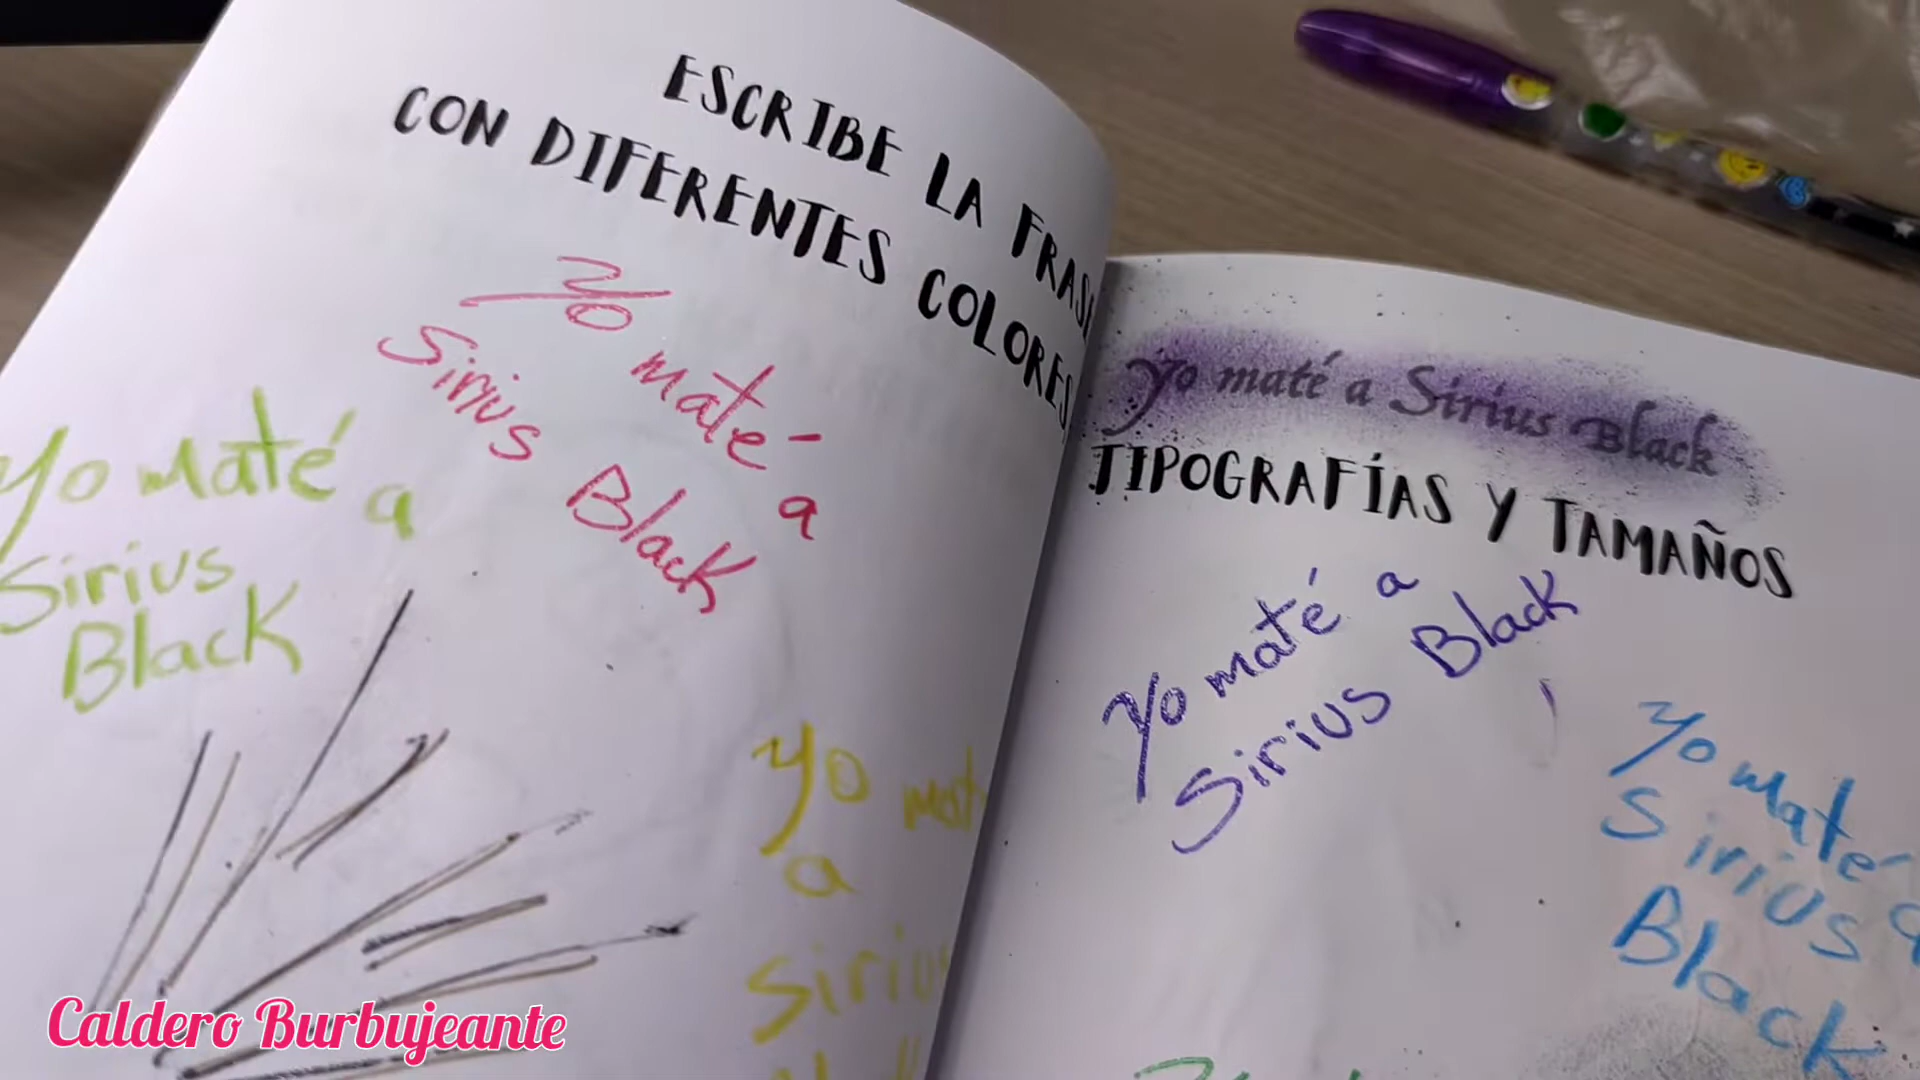 ESCRIBE LA FRASE
CON DIFERENTES COLORES,
Yo maté a
Sirius Black
Yo maté a
Sirius
Black
Yo
a
Sirius
Yo maté a Sirius Black
TIPOGRAFÍAS Y TAMAÑOS
Yo maté a
Sirius Black
Yo maté a
Sirius
Black
Caldero Burbujeante